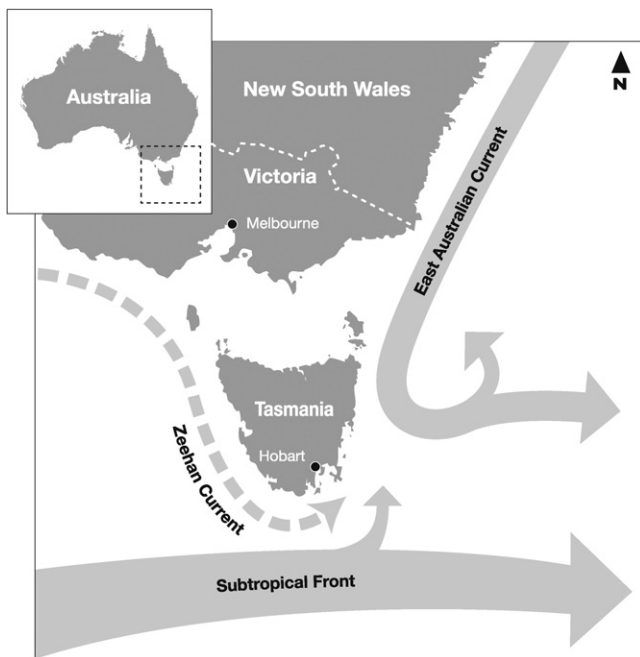 Australia
New South Wales
N
Victoria
Melbourne
East Australian Current
Tasmania
Hobart
Zeehan Current
Subtropical Front